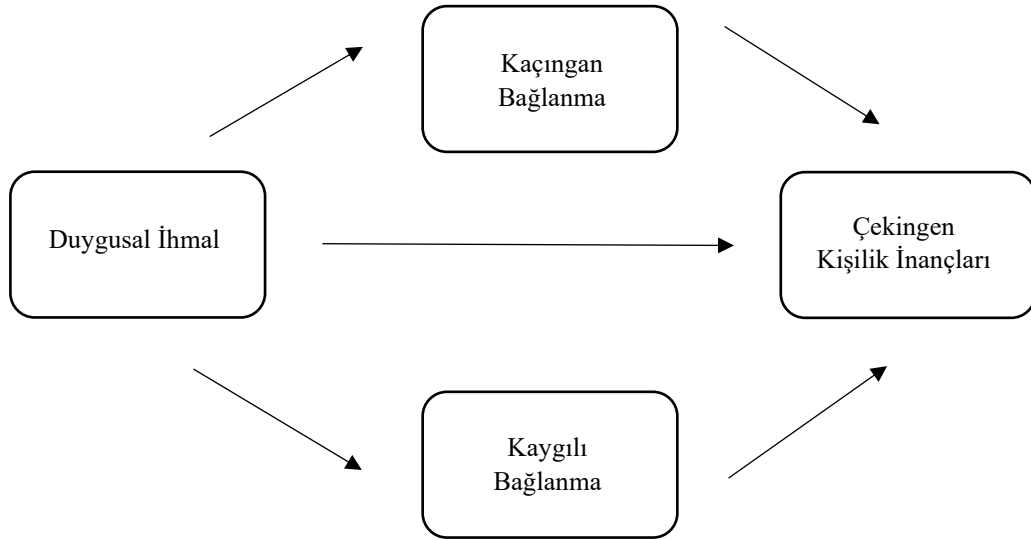 Kaçıngan
Bağlanma
Duygusal İhmal
Çekingen
Kişilik İnançları
Kaygılı
Bağlanma